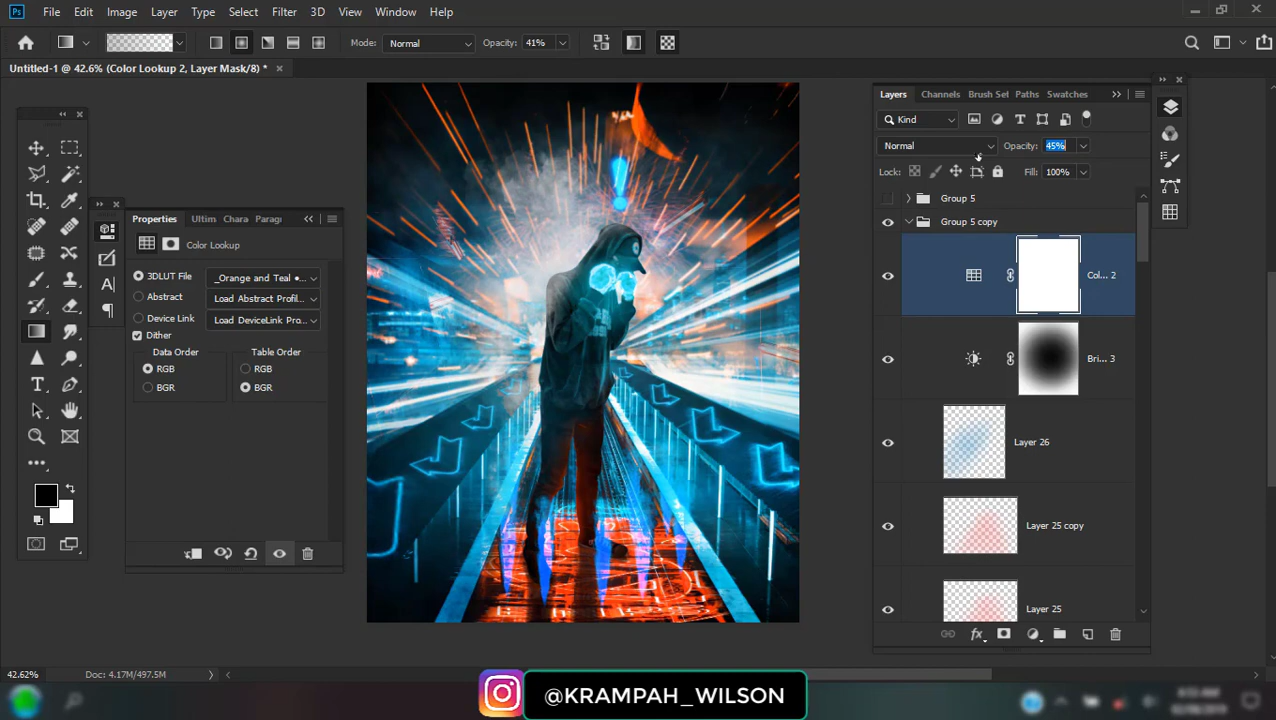 Ps File Edit Image Layer Type Select Filter 3D View Window Help
Mode: Normal Opacity: 41%
Untitled-1 @ 42.6% (Color Lookup 2, Layer Mask/8) *
Properties Ultim Chara Paragr
Color Lookup
3DLUT File _Orange and Teal
Abstract Load Abstract Profil...
Device Link Load DeviceLink Pro...
Dither
Data Order Table Order
RGB RGB
BGR BGR
Layers Channels Brush Set Paths Swatches
Kind
Normal Opacity: 45%
Lock: Fill: 100%
Group 5
Group 5 copy
Col... 2
Bri... 3
Layer 26
Layer 25 copy
Layer 25
fx
42.62% Doc: 4.17M/497.5M
@KRAMPAH_WILSON